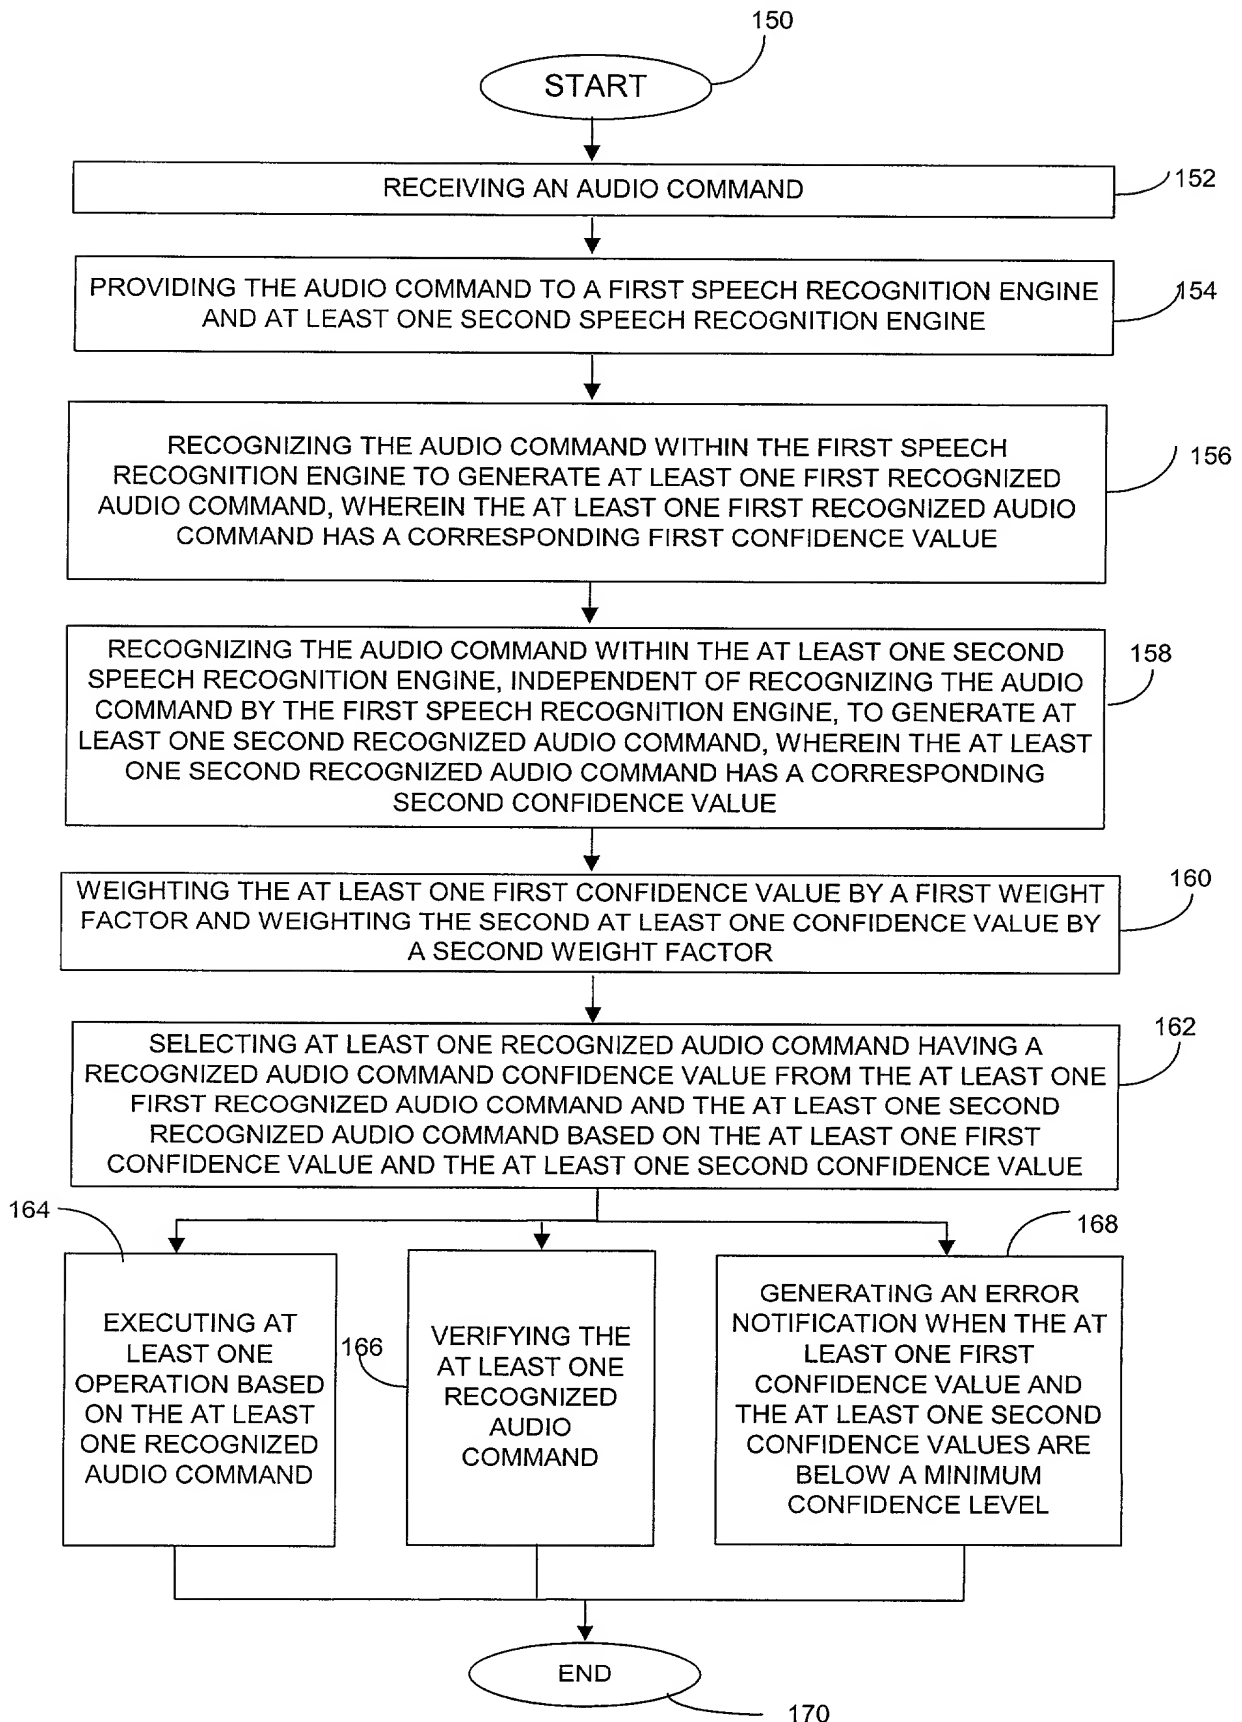 150
START
RECEIVING AN AUDIO COMMAND
152
PROVIDING THE AUDIO COMMAND TO A FIRST SPEECH RECOGNITION ENGINE
AND AT LEAST ONE SECOND SPEECH RECOGNITION ENGINE
154
RECOGNIZING THE AUDIO COMMAND WITHIN THE FIRST SPEECH
RECOGNITION ENGINE TO GENERATE AT LEAST ONE FIRST RECOGNIZED
AUDIO COMMAND, WHEREIN THE AT LEAST ONE FIRST RECOGNIZED AUDIO
COMMAND HAS A CORRESPONDING FIRST CONFIDENCE VALUE
156
RECOGNIZING THE AUDIO COMMAND WITHIN THE AT LEAST ONE SECOND
SPEECH RECOGNITION ENGINE, INDEPENDENT OF RECOGNIZING THE AUDIO
COMMAND BY THE FIRST SPEECH RECOGNITION ENGINE, TO GENERATE AT
LEAST ONE SECOND RECOGNIZED AUDIO COMMAND, WHEREIN THE AT LEAST
ONE SECOND RECOGNIZED AUDIO COMMAND HAS A CORRESPONDING
SECOND CONFIDENCE VALUE
158
WEIGHTING THE AT LEAST ONE FIRST CONFIDENCE VALUE BY A FIRST WEIGHT
FACTOR AND WEIGHTING THE SECOND AT LEAST ONE CONFIDENCE VALUE BY
A SECOND WEIGHT FACTOR
160
SELECTING AT LEAST ONE RECOGNIZED AUDIO COMMAND HAVING A
RECOGNIZED AUDIO COMMAND CONFIDENCE VALUE FROM THE AT LEAST ONE
FIRST RECOGNIZED AUDIO COMMAND AND THE AT LEAST ONE SECOND
RECOGNIZED AUDIO COMMAND BASED ON THE AT LEAST ONE FIRST
CONFIDENCE VALUE AND THE AT LEAST ONE SECOND CONFIDENCE VALUE
162
164
EXECUTING AT
LEAST ONE
OPERATION BASED
ON THE AT LEAST
ONE RECOGNIZED
AUDIO COMMAND
166
VERIFYING THE
AT LEAST ONE
RECOGNIZED
AUDIO
COMMAND
168
GENERATING AN ERROR
NOTIFICATION WHEN THE AT
LEAST ONE FIRST
CONFIDENCE VALUE AND
THE AT LEAST ONE SECOND
CONFIDENCE VALUES ARE
BELOW A MINIMUM
CONFIDENCE LEVEL
END
170